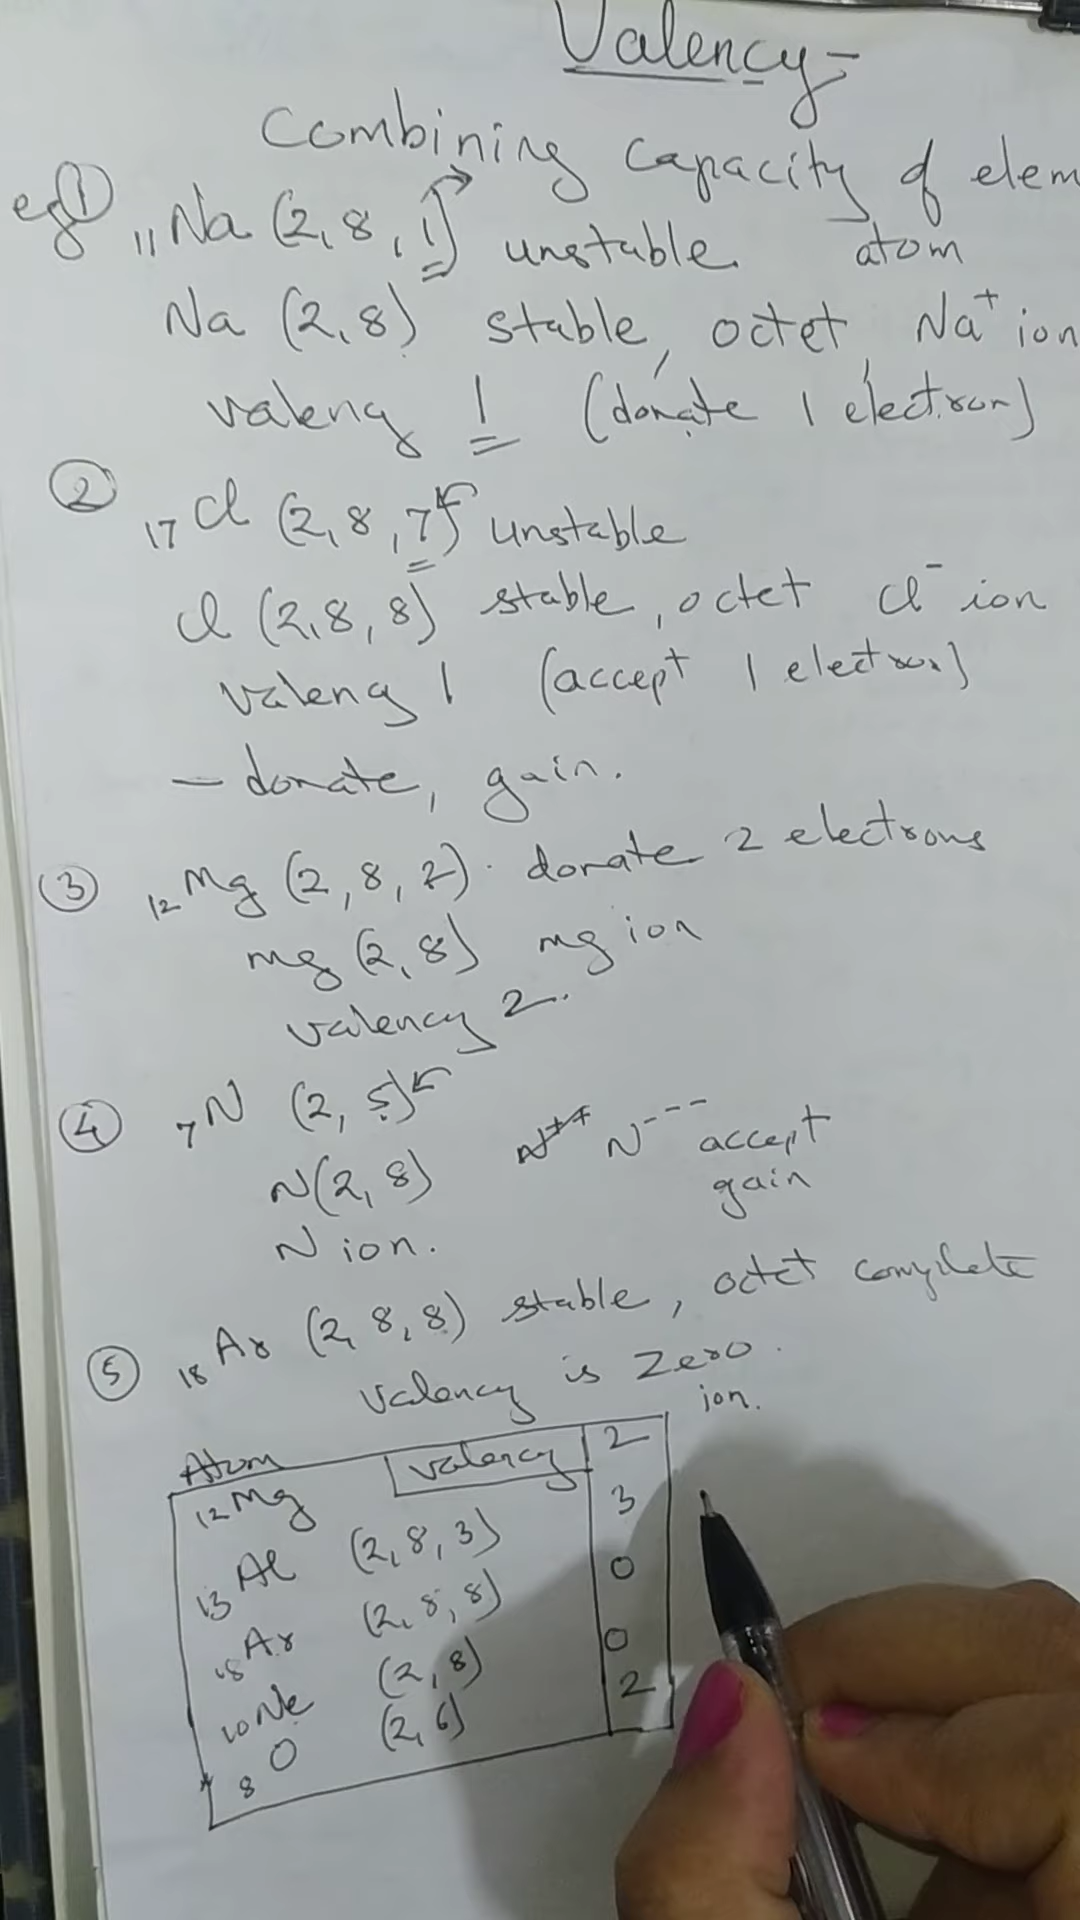 Valency -
Combining capacity of elem
eg ① ₁₁Na (2, 8, 1) unstable atom
Na (2, 8) stable, octet, Na⁺ ion
valency 1 (donate 1 electron)
② ₁₇Cl (2, 8, 7) unstable
Cl (2, 8, 8) stable, octet Cl⁻ ion
valency 1 (accept 1 electron)
— donate, gain.
③ ₁₂Mg (2, 8, 2). donate 2 electrons
mg (2, 8) mg ion
valency 2.
④ ₇N (2, 5)
N(2, 8) N⁺⁺ N⁻⁻⁻ accept
gain
N ion.
⑤ ₁₈Ar (2, 8, 8) stable, octet complete
valency is zero.
ion.
Atom valency
₁₂Mg 2
₁₃Al (2, 8, 3) 3
₁₈Ar (2, 8, 8) 0
₁₀Ne (2, 8) 0
₈O (2, 6) 2